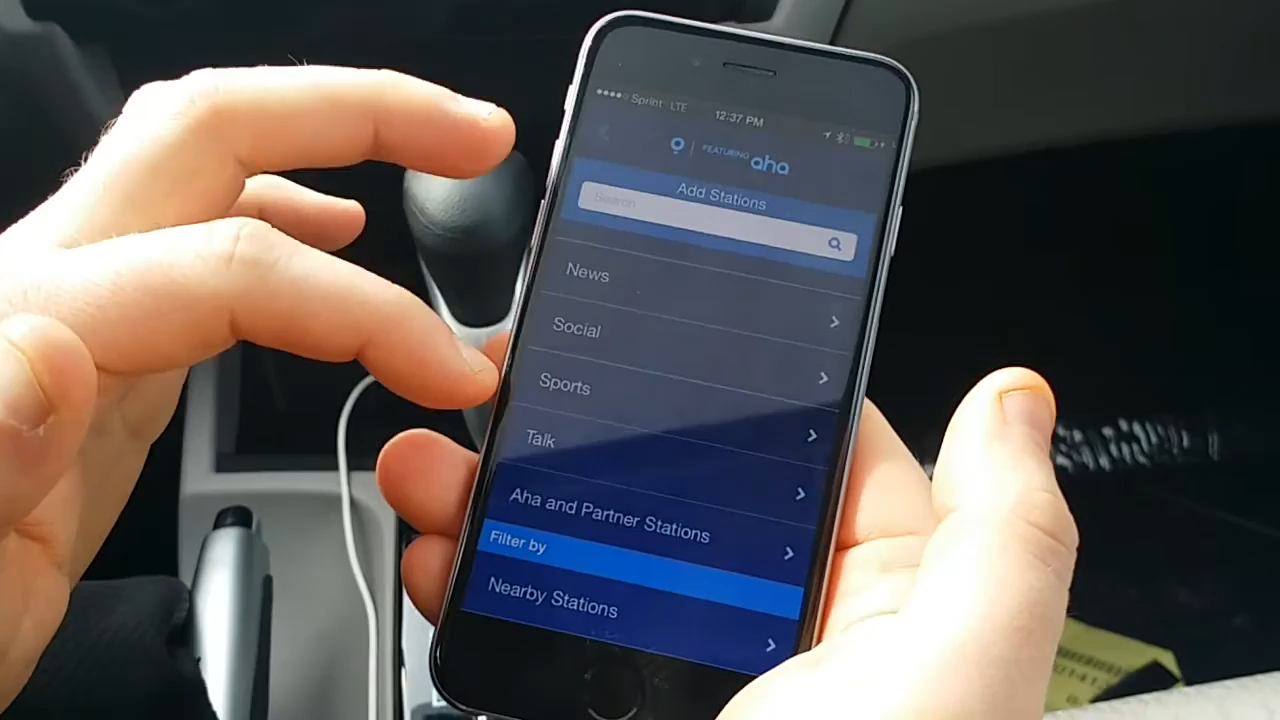 Sprint LTE 12:37 PM
FEATURING aha
Add Stations
Search
News
Social
Sports
Talk
Aha and Partner Stations
Filter by
Nearby Stations